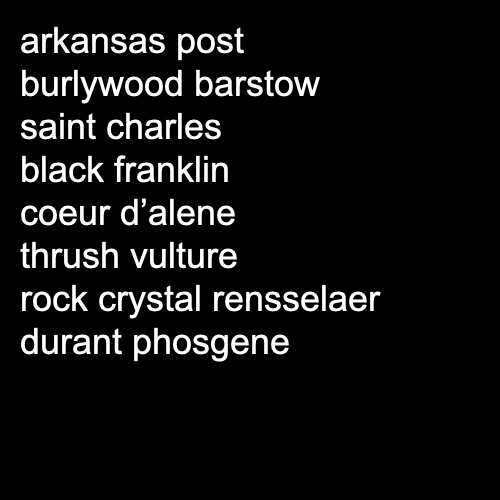 arkansas post
burlywood barstow
saint charles
black franklin
coeur d’alene
thrush vulture
rock crystal rensselaer
durant phosgene